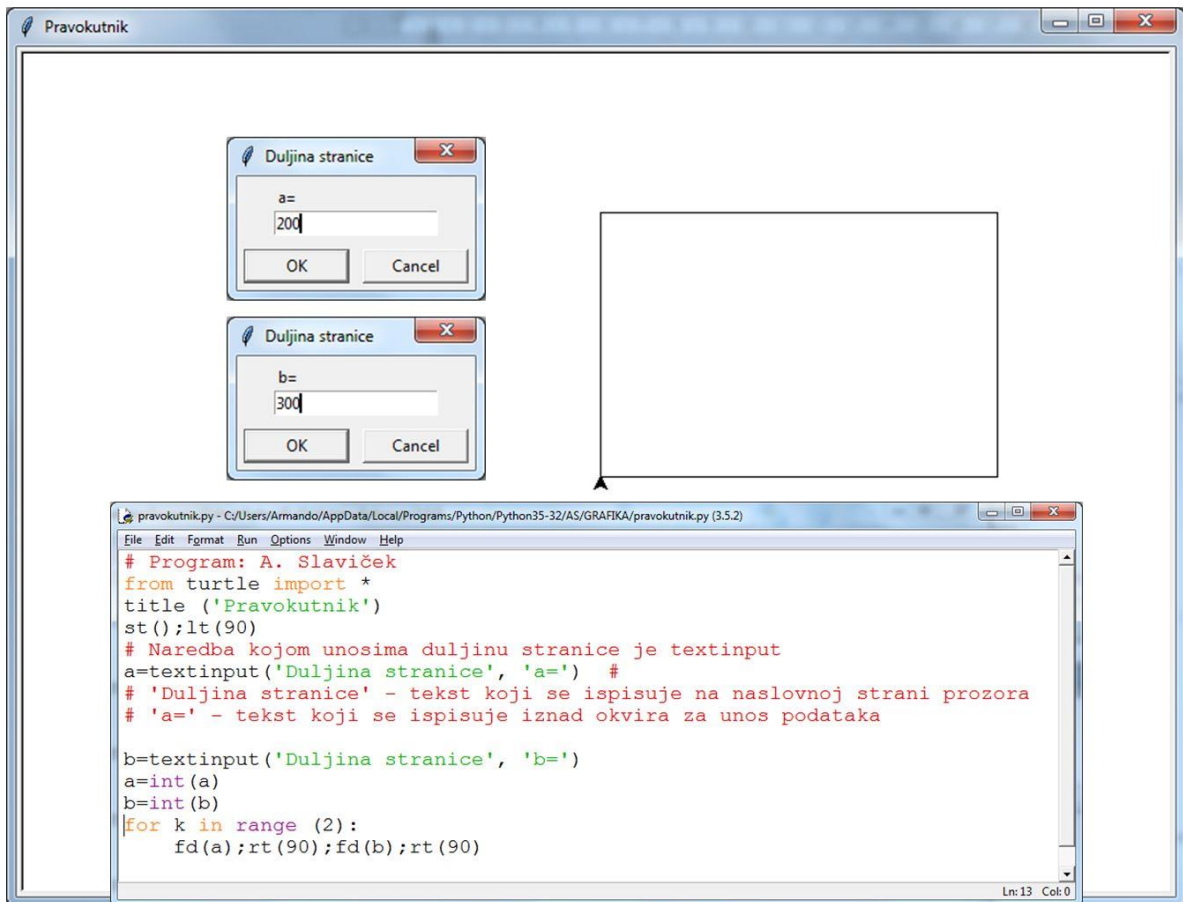 Pravokutnik
Duljina stranice
a=
200
OK Cancel
Duljina stranice
b=
300
OK Cancel
pravokutnik.py - C:/Users/Armando/AppData/Local/Programs/Python/Python35-32/AS/GRAFIKA/pravokutnik.py (3.5.2)
File Edit Format Run Options Window Help
# Program: A. Slaviček
from turtle import *
title ('Pravokutnik')
st();lt(90)
# Naredba kojom unosima duljinu stranice je textinput
a=textinput('Duljina stranice', 'a=')  #
# 'Duljina stranice' - tekst koji se ispisuje na naslovnoj strani prozora
# 'a=' - tekst koji se ispisuje iznad okvira za unos podataka
b=textinput('Duljina stranice', 'b=')
a=int(a)
b=int(b)
for k in range (2):
    fd(a);rt(90);fd(b);rt(90)
Ln: 13 Col: 0